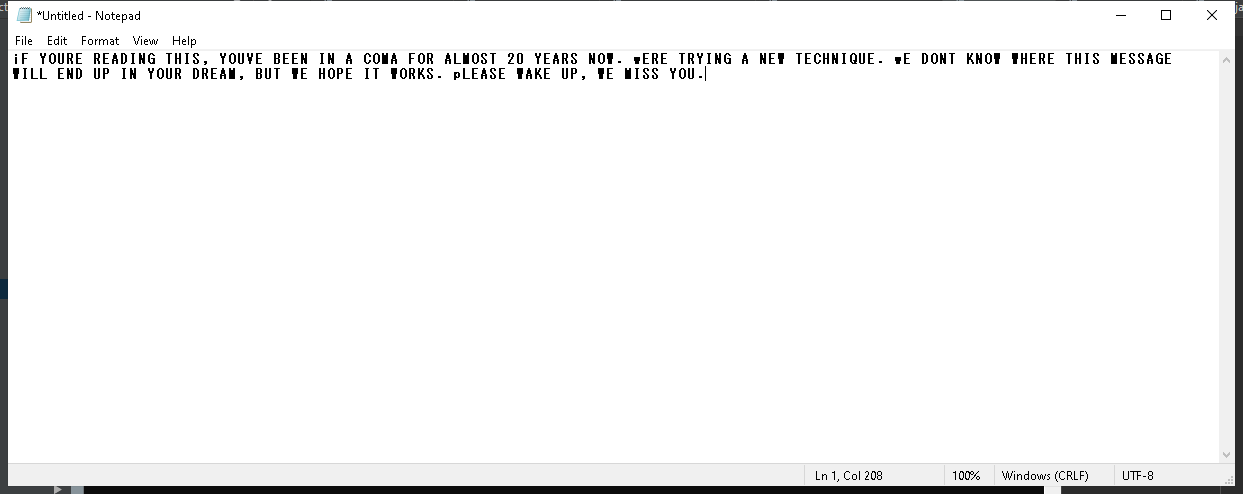 *Untitled - Notepad
File Edit Format View Help
iF YOURE READING THIS, YOUVE BEEN IN A COMA FOR ALMOST 20 YEARS NOW. wERE TRYING A NEW TECHNIQUE. wE DONT KNOW WHERE THIS MESSAGE
WILL END UP IN YOUR DREAM, BUT WE HOPE IT WORKS. pLEASE WAKE UP, WE MISS YOU.
Ln 1, Col 208 100% Windows (CRLF) UTF-8